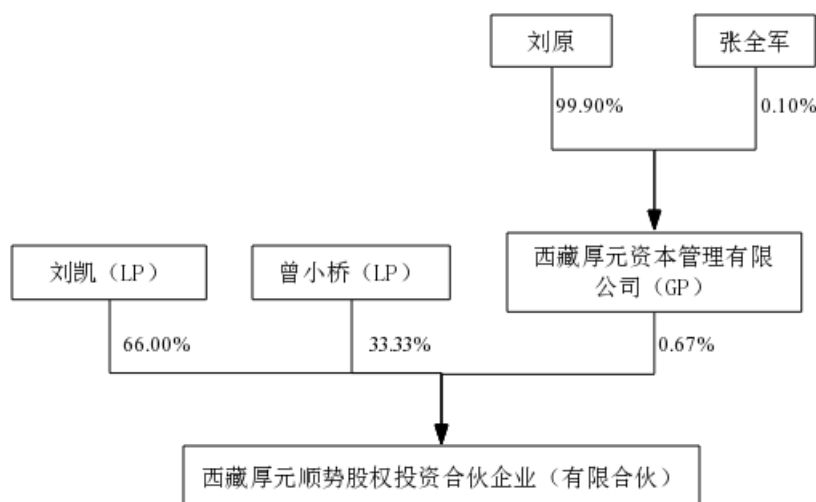 刘原
张全军
99.90%
0.10%
刘凯（LP）
曾小桥（LP）
西藏厚元资本管理有限
公司（GP）
66.00%
33.33%
0.67%
西藏厚元顺势股权投资合伙企业（有限合伙）